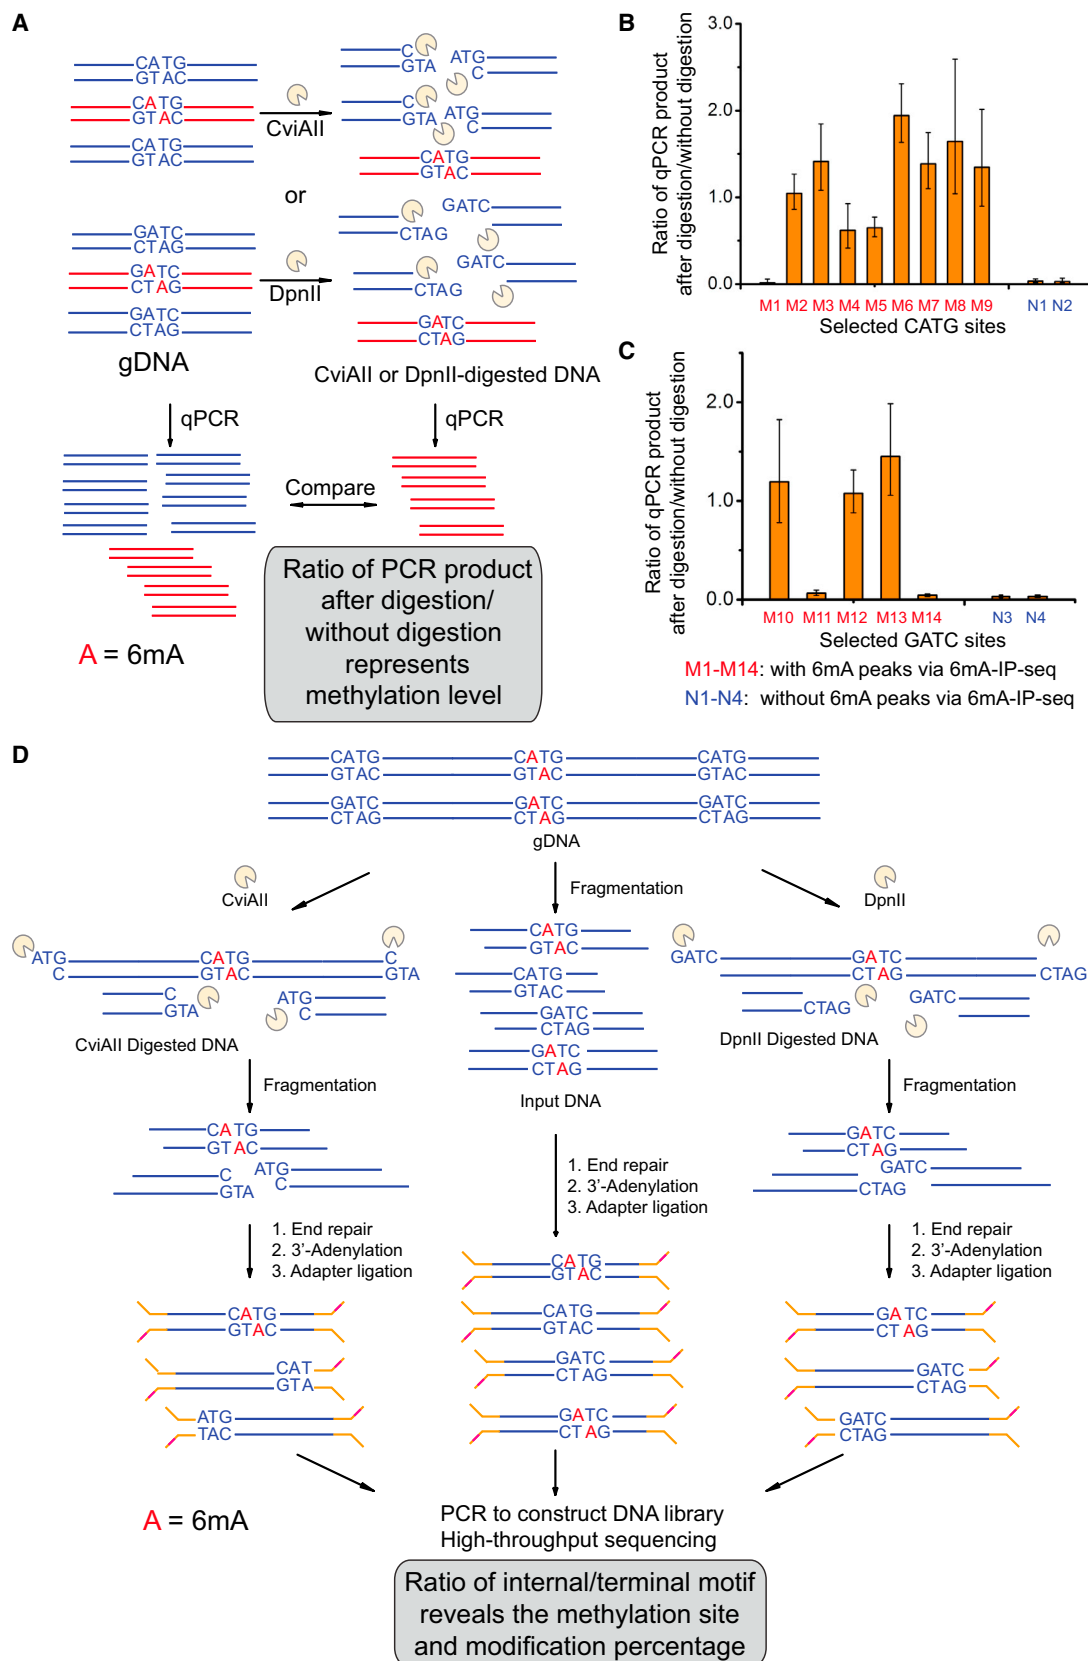 A
CATG
GTAC
CATG
GTAC
CATG
GTAC
CviAII
C
GTA
ATG
C
C
GTA
ATG
C
CATG
GTAC
or
GATC
CTAG
GATC
CTAG
GATC
CTAG
DpnII
GATC
CTAG
GATC
CTAG
GATC
CTAG
gDNA
CviAII or DpnII-digested DNA
qPCR
qPCR
Compare
Ratio of PCR product
after digestion/
without digestion
represents
methylation level
A = 6mA
B
Ratio of qPCR product
after digestion/without digestion
3.0
2.0
1.0
0.0
M1 M2 M3 M4 M5 M6 M7 M8 M9 N1 N2
Selected CATG sites
C
Ratio of qPCR product
after digestion/without digestion
2.0
1.0
0.0
M10 M11 M12 M13 M14 N3 N4
Selected GATC sites
M1-M14: with 6mA peaks via 6mA-IP-seq
N1-N4: without 6mA peaks via 6mA-IP-seq
D
CATG CATG CATG
GTAC GTAC GTAC
GATC GATC GATC
CTAG CTAG CTAG
gDNA
CviAII
Fragmentation
DpnII
ATG CATG C
C GTAC GTA
C
GTA
ATG
C
CviAII Digested DNA
CATG
GTAC
CATG
GTAC
GATC
CTAG
GATC
CTAG
Input DNA
GATC GATC
CTAG CTAG
CTAG
GATC
DpnII Digested DNA
Fragmentation
Fragmentation
CATG
GTAC
C
GTA
ATG
C
GATC
CTAG
GATC
CTAG
1. End repair
2. 3'-Adenylation
3. Adapter ligation
1. End repair
2. 3'-Adenylation
3. Adapter ligation
1. End repair
2. 3'-Adenylation
3. Adapter ligation
CATG
GTAC
CAT
GTA
ATG
TAC
CATG
GTAC
CATG
GTAC
GATC
CTAG
GATC
CTAG
GATC
CTAG
GATC
CTAG
GATC
CTAG
A = 6mA
PCR to construct DNA library
High-throughput sequencing
Ratio of internal/terminal motif
reveals the methylation site
and modification percentage